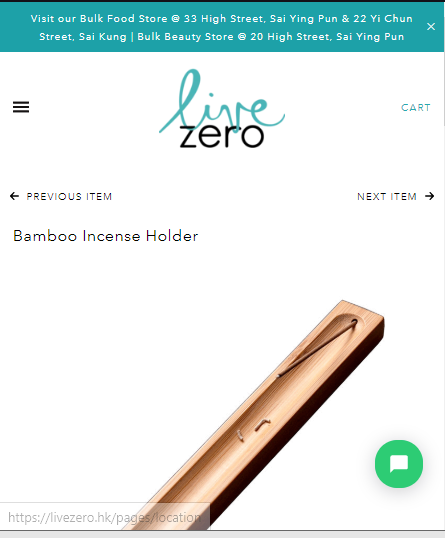 Visit our Bulk Food Store @ 33 High Street, Sai Ying Pun & 22 Yi Chun
Street, Sai Kung | Bulk Beauty Store @ 20 High Street, Sai Ying Pun
live
zero
CART
PREVIOUS ITEM
NEXT ITEM
Bamboo Incense Holder
https://livezero.hk/pages/location